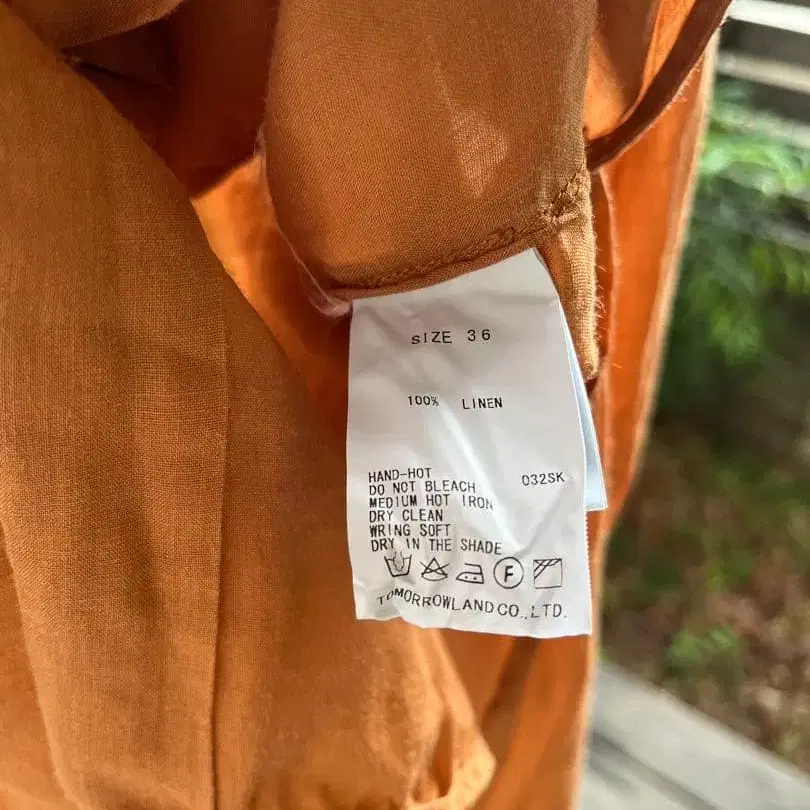 SIZE 36
100% LINEN
HAND-HOT
DO NOT BLEACH 032SK
MEDIUM HOT IRON
DRY CLEAN
WRING SOFT
DRY IN THE SHADE
F
TOMORROWLAND CO.,LTD.